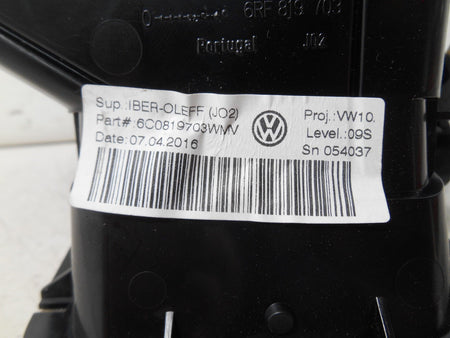 6RF 819 703
Portugal JO2
Sup.:IBER-OLEFF (JO2) Proj.:VW10.
Part#: 6C0819703WMV Level.:09S
Date:07.04.2016 Sn 054037